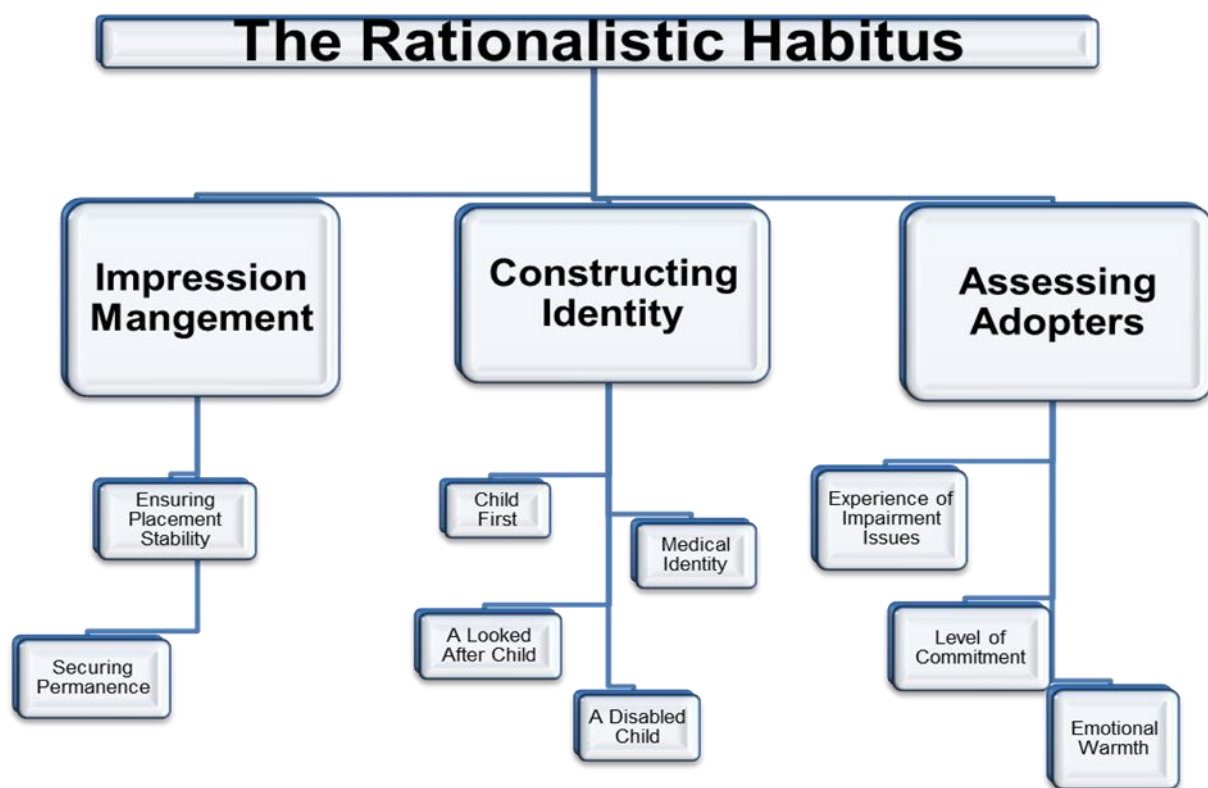 The Rationalistic Habitus
Impression
Mangement
Constructing
Identity
Assessing
Adopters
Ensuring
Placement
Stability
Securing
Permanence
Child
First
Medical
Identity
A Looked
After Child
A Disabled
Child
Experience of
Impairment
Issues
Level of
Commitment
Emotional
Warmth